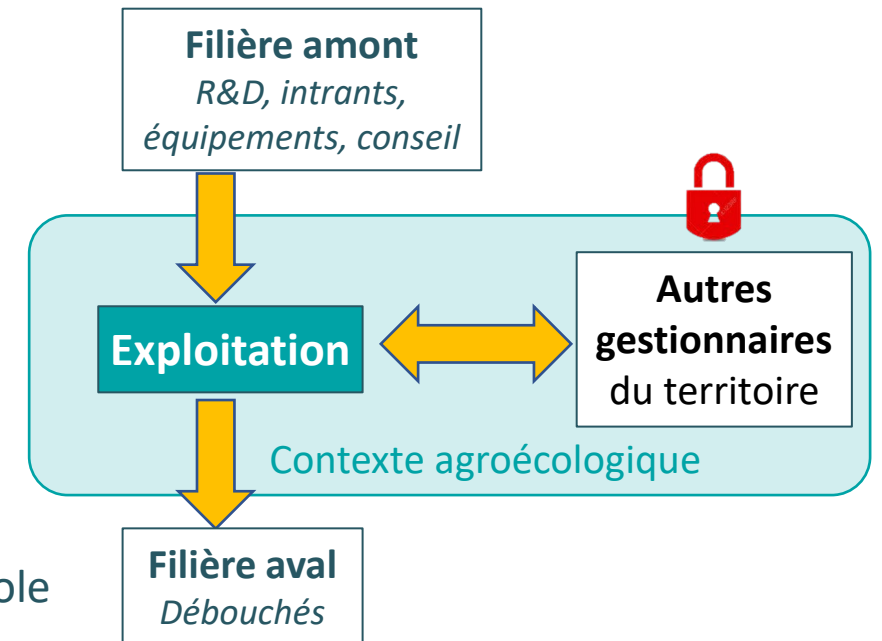 Filière amont
R&D, intrants,
équipements, conseil
Autres
gestionnaires
du territoire
Exploitation
Contexte agroécologique
Filière aval
Débouchés